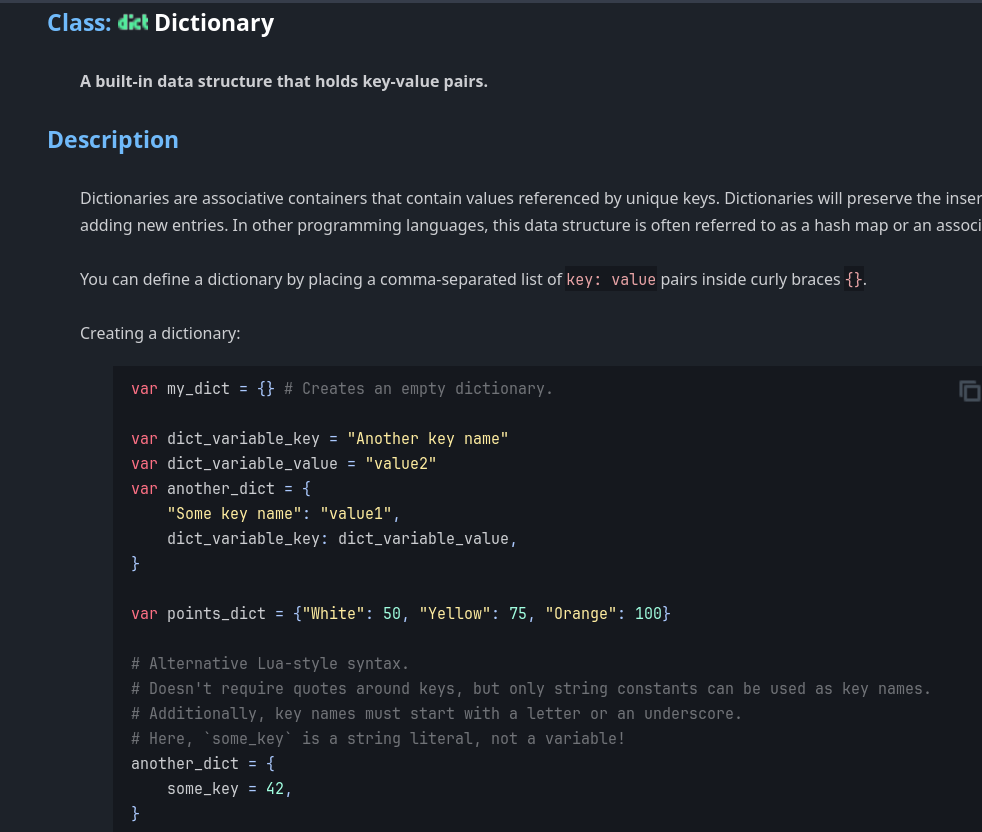 Class: dict Dictionary
A built-in data structure that holds key-value pairs.
Description
Dictionaries are associative containers that contain values referenced by unique keys. Dictionaries will preserve the
adding new entries. In other programming languages, this data structure is often referred to as a hash map or an
You can define a dictionary by placing a comma-separated list of key: value pairs inside curly braces {}.
Creating a dictionary:
var my_dict = {} # Creates an empty dictionary.
var dict_variable_key = "Another key name"
var dict_variable_value = "value2"
var another_dict = {
    "Some key name": "value1",
    dict_variable_key: dict_variable_value,
}
var points_dict = {"White": 50, "Yellow": 75, "Orange": 100}
# Alternative Lua-style syntax.
# Doesn't require quotes around keys, but only string constants can be used as key names.
# Additionally, key names must start with a letter or an underscore.
# Here, `some_key` is a string literal, not a variable!
another_dict = {
    some_key = 42,
}